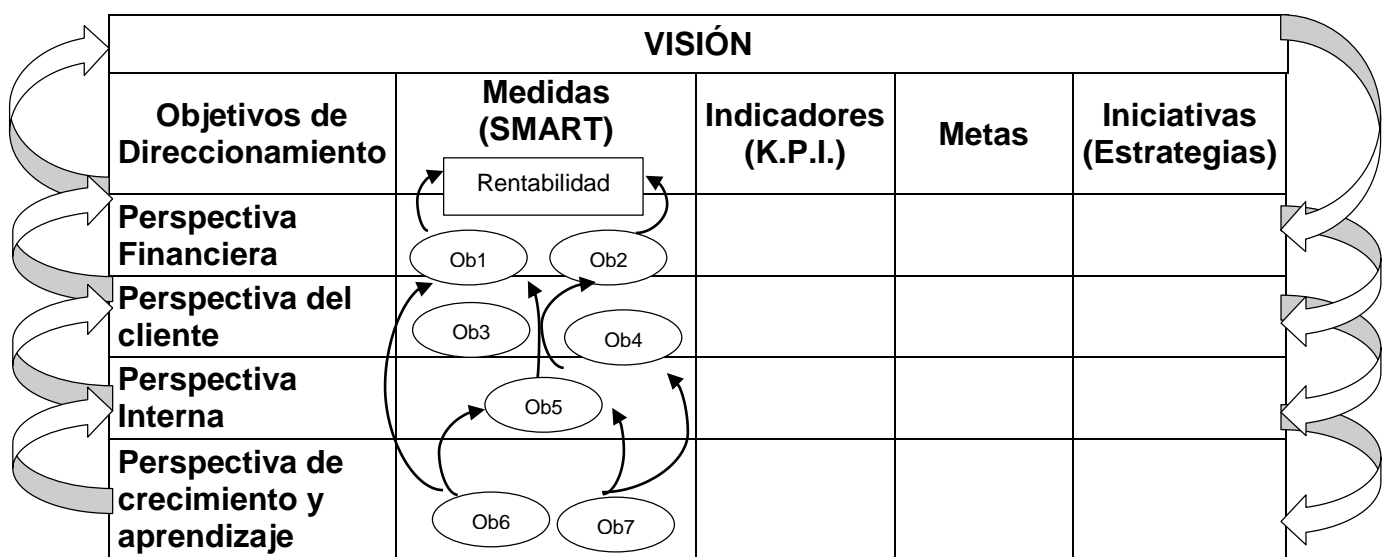 VISIÓN
Objetivos de
Direccionamiento
Medidas
(SMART)
Indicadores
(K.P.I.)
Metas
Iniciativas
(Estrategias)
Rentabilidad
Perspectiva
Financiera
Ob1
Ob2
Perspectiva del
cliente
Ob3
Ob4
Perspectiva
Interna
Ob5
Perspectiva de
crecimiento y
aprendizaje
Ob6
Ob7